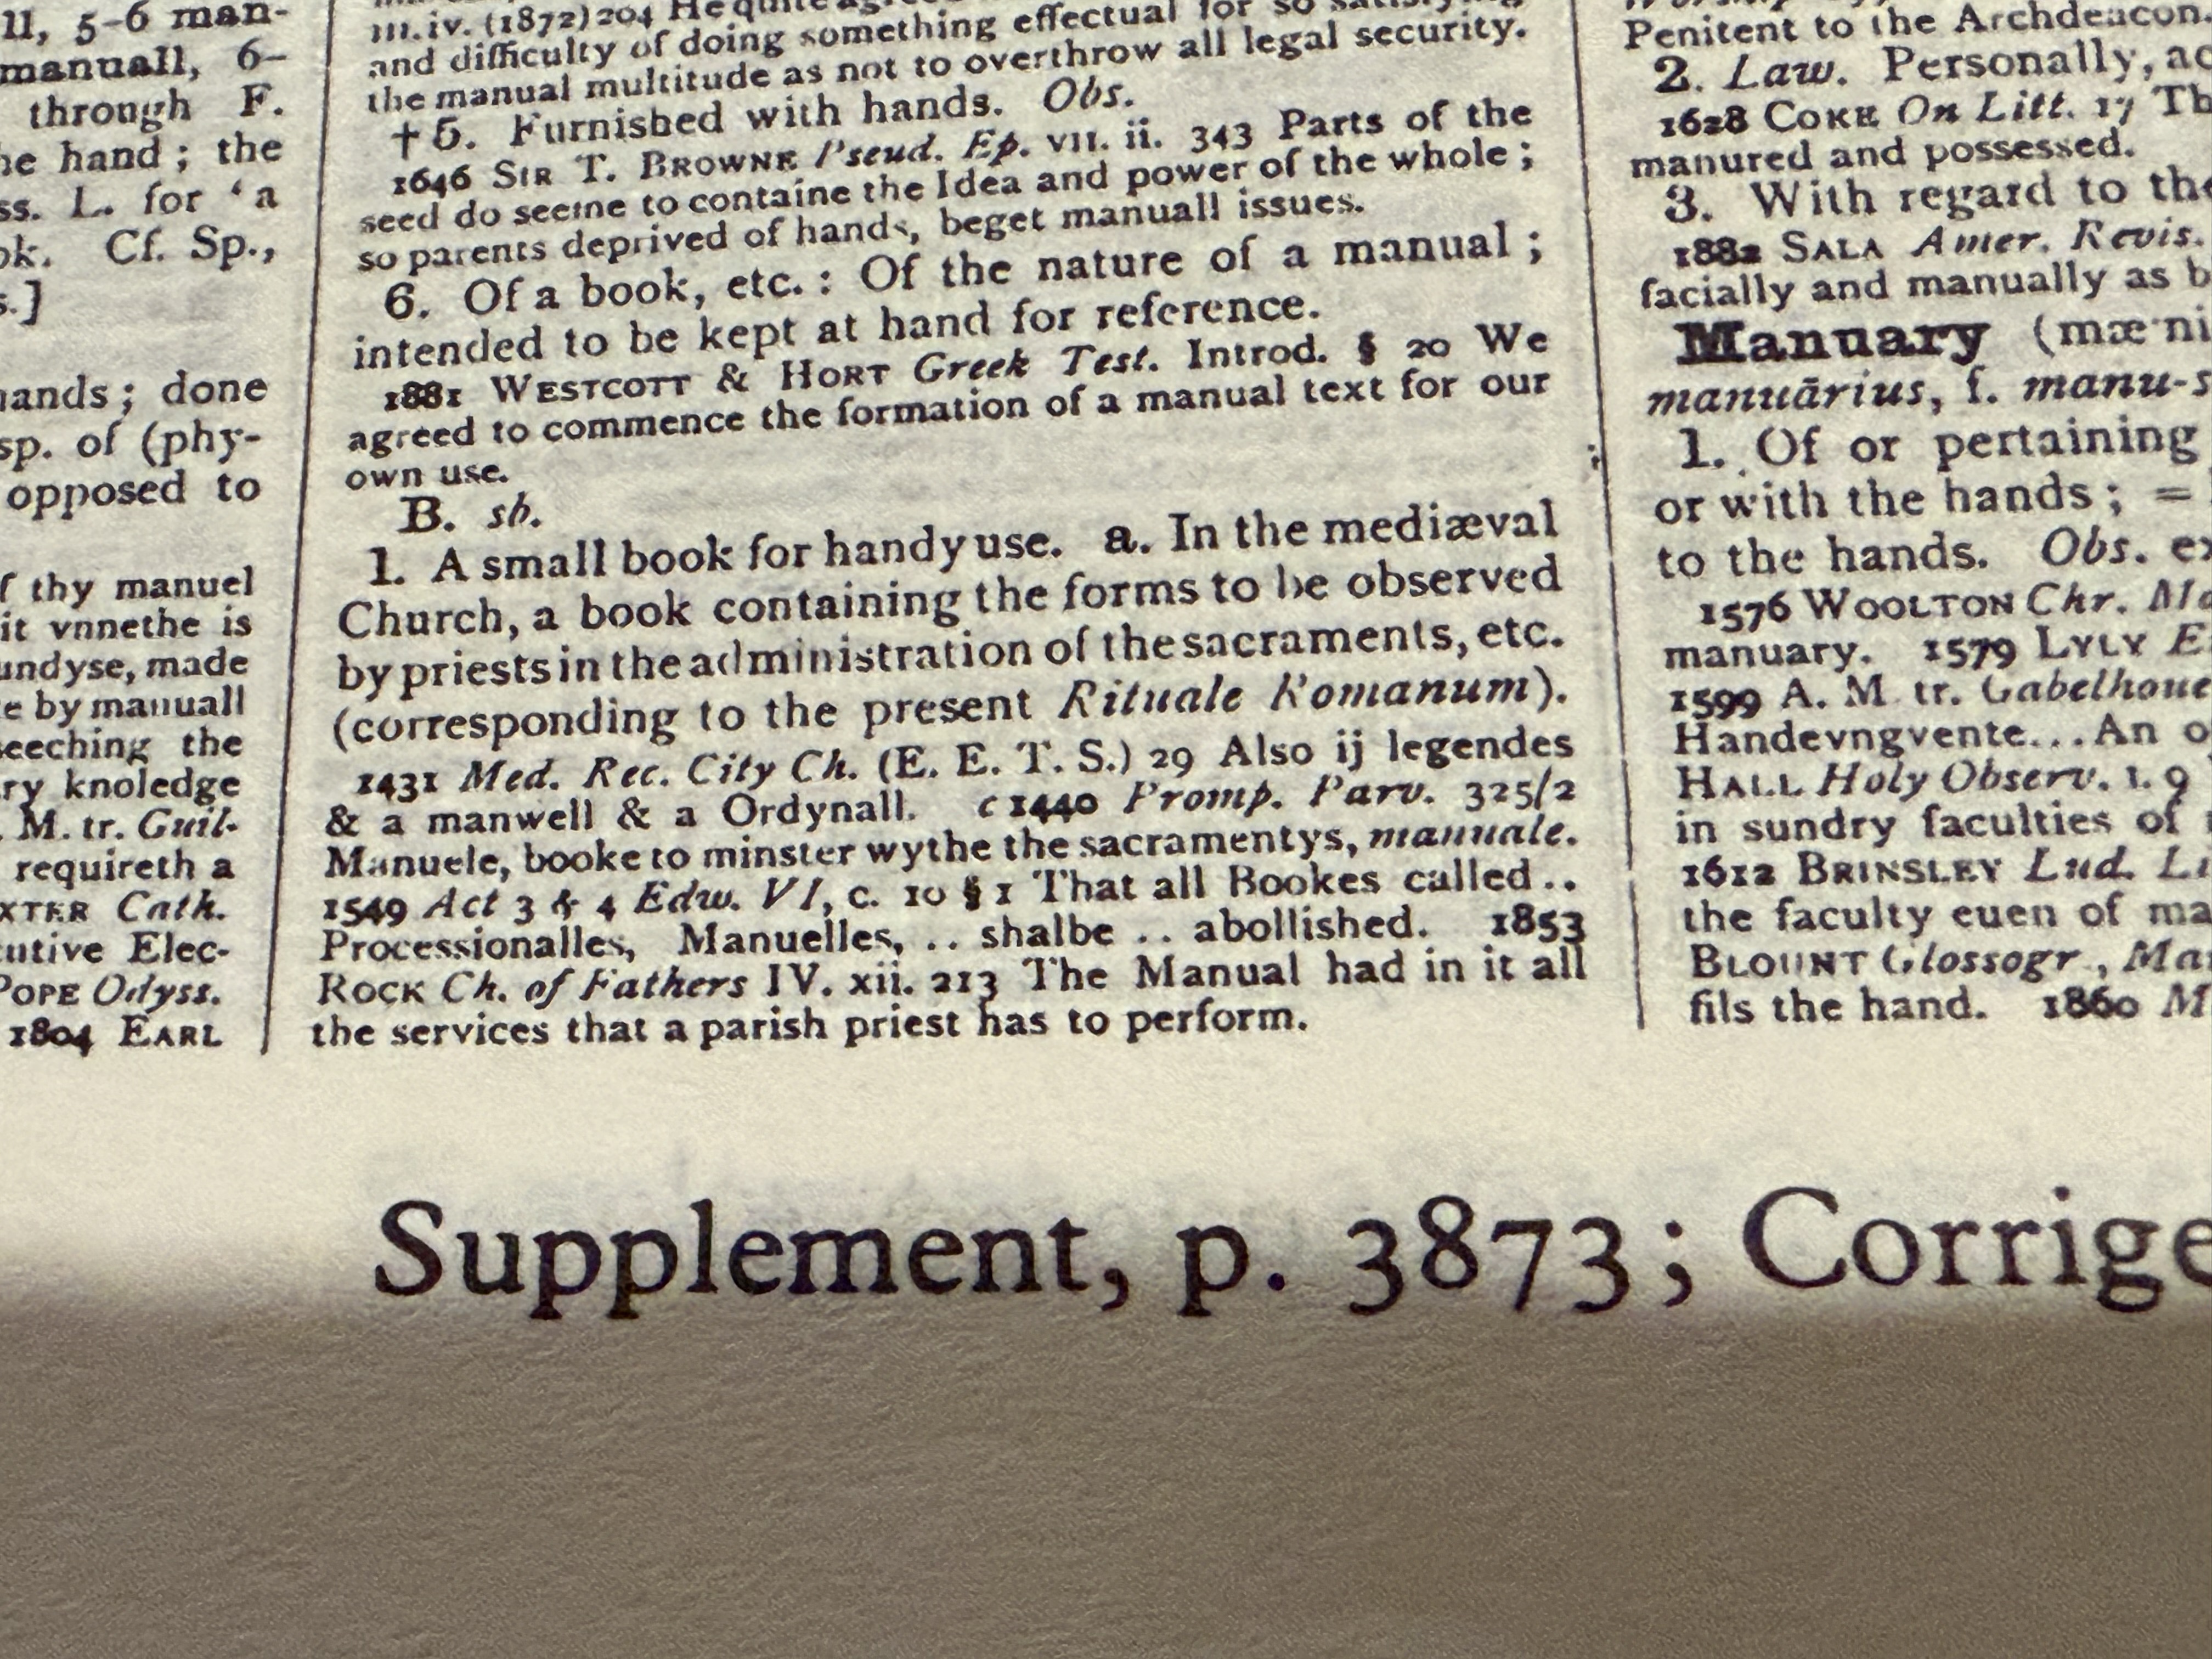 ll, 5-6 man-
manuall, 6-
through F.
he hand; the
ss. L. for ‘a
ok. Cf. Sp.,
s.]
hands; done
sp. of (phy-
opposed to
f thy manuel
it vnnethe is
undyse, made
e by manuall
seeching the
ry knoledge
. M. tr. Guil-
requireth a
XTER Cath.
cutive Elec-
POPE Odyss.
1804 EARL
III. iv. (1872) 204 He quite
and difficulty of doing something effectual for so satisfying
the manual multitude as not to overthrow all legal security.
†5. Furnished with hands. Obs.
1646 SIR T. BROWNE Pseud. Ep. VII. ii. 343 Parts of the
seed do seeme to containe the Idea and power of the whole;
so parents deprived of hands, beget manuall issues.
6. Of a book, etc.: Of the nature of a manual;
intended to be kept at hand for reference.
1881 WESTCOTT & HORT Greek Test. Introd. § 20 We
agreed to commence the formation of a manual text for our
own use.
B. sb.
1. A small book for handy use. a. In the mediæval
Church, a book containing the forms to be observed
by priests in the administration of the sacraments, etc.
(corresponding to the present Rituale Romanum).
1431 Med. Rec. City Ch. (E. E. T. S.) 29 Also ij legendes
& a manwell & a Ordynall. c 1440 Promp. Parv. 325/2
Manuele, booke to minster wythe the sacramentys, manuale.
1549 Act 3 & 4 Edw. VI, c. 10 § 1 That all Bookes called..
Processionalles, Manuelles, .. shalbe .. abollished. 1853
ROCK Ch. of Fathers IV. xii. 213 The Manual had in it all
the services that a parish priest has to perform.
Penitent to the Archdeacon
2. Law. Personally, ac
1628 COKE On Litt. 17 Th
manured and possessed.
3. With regard to the
1882 SALA Amer. Revis.
facially and manually as b
Manuary (mæ·ni
manuārius, f. manu-s
1. Of or pertaining
or with the hands; =
to the hands. Obs. ex
1576 WOOLTON Chr. Ma
manuary. 1579 LYLY E
1599 A. M. tr. Gabelhoue
Handevngvente...An o
HALL Holy Observ. I. 9
in sundry faculties of
1612 BRINSLEY Lud. Li
the faculty euen of ma
BLOUNT Glossogr., Ma
fils the hand. 1860 M
Supplement, p. 3873; Corrige